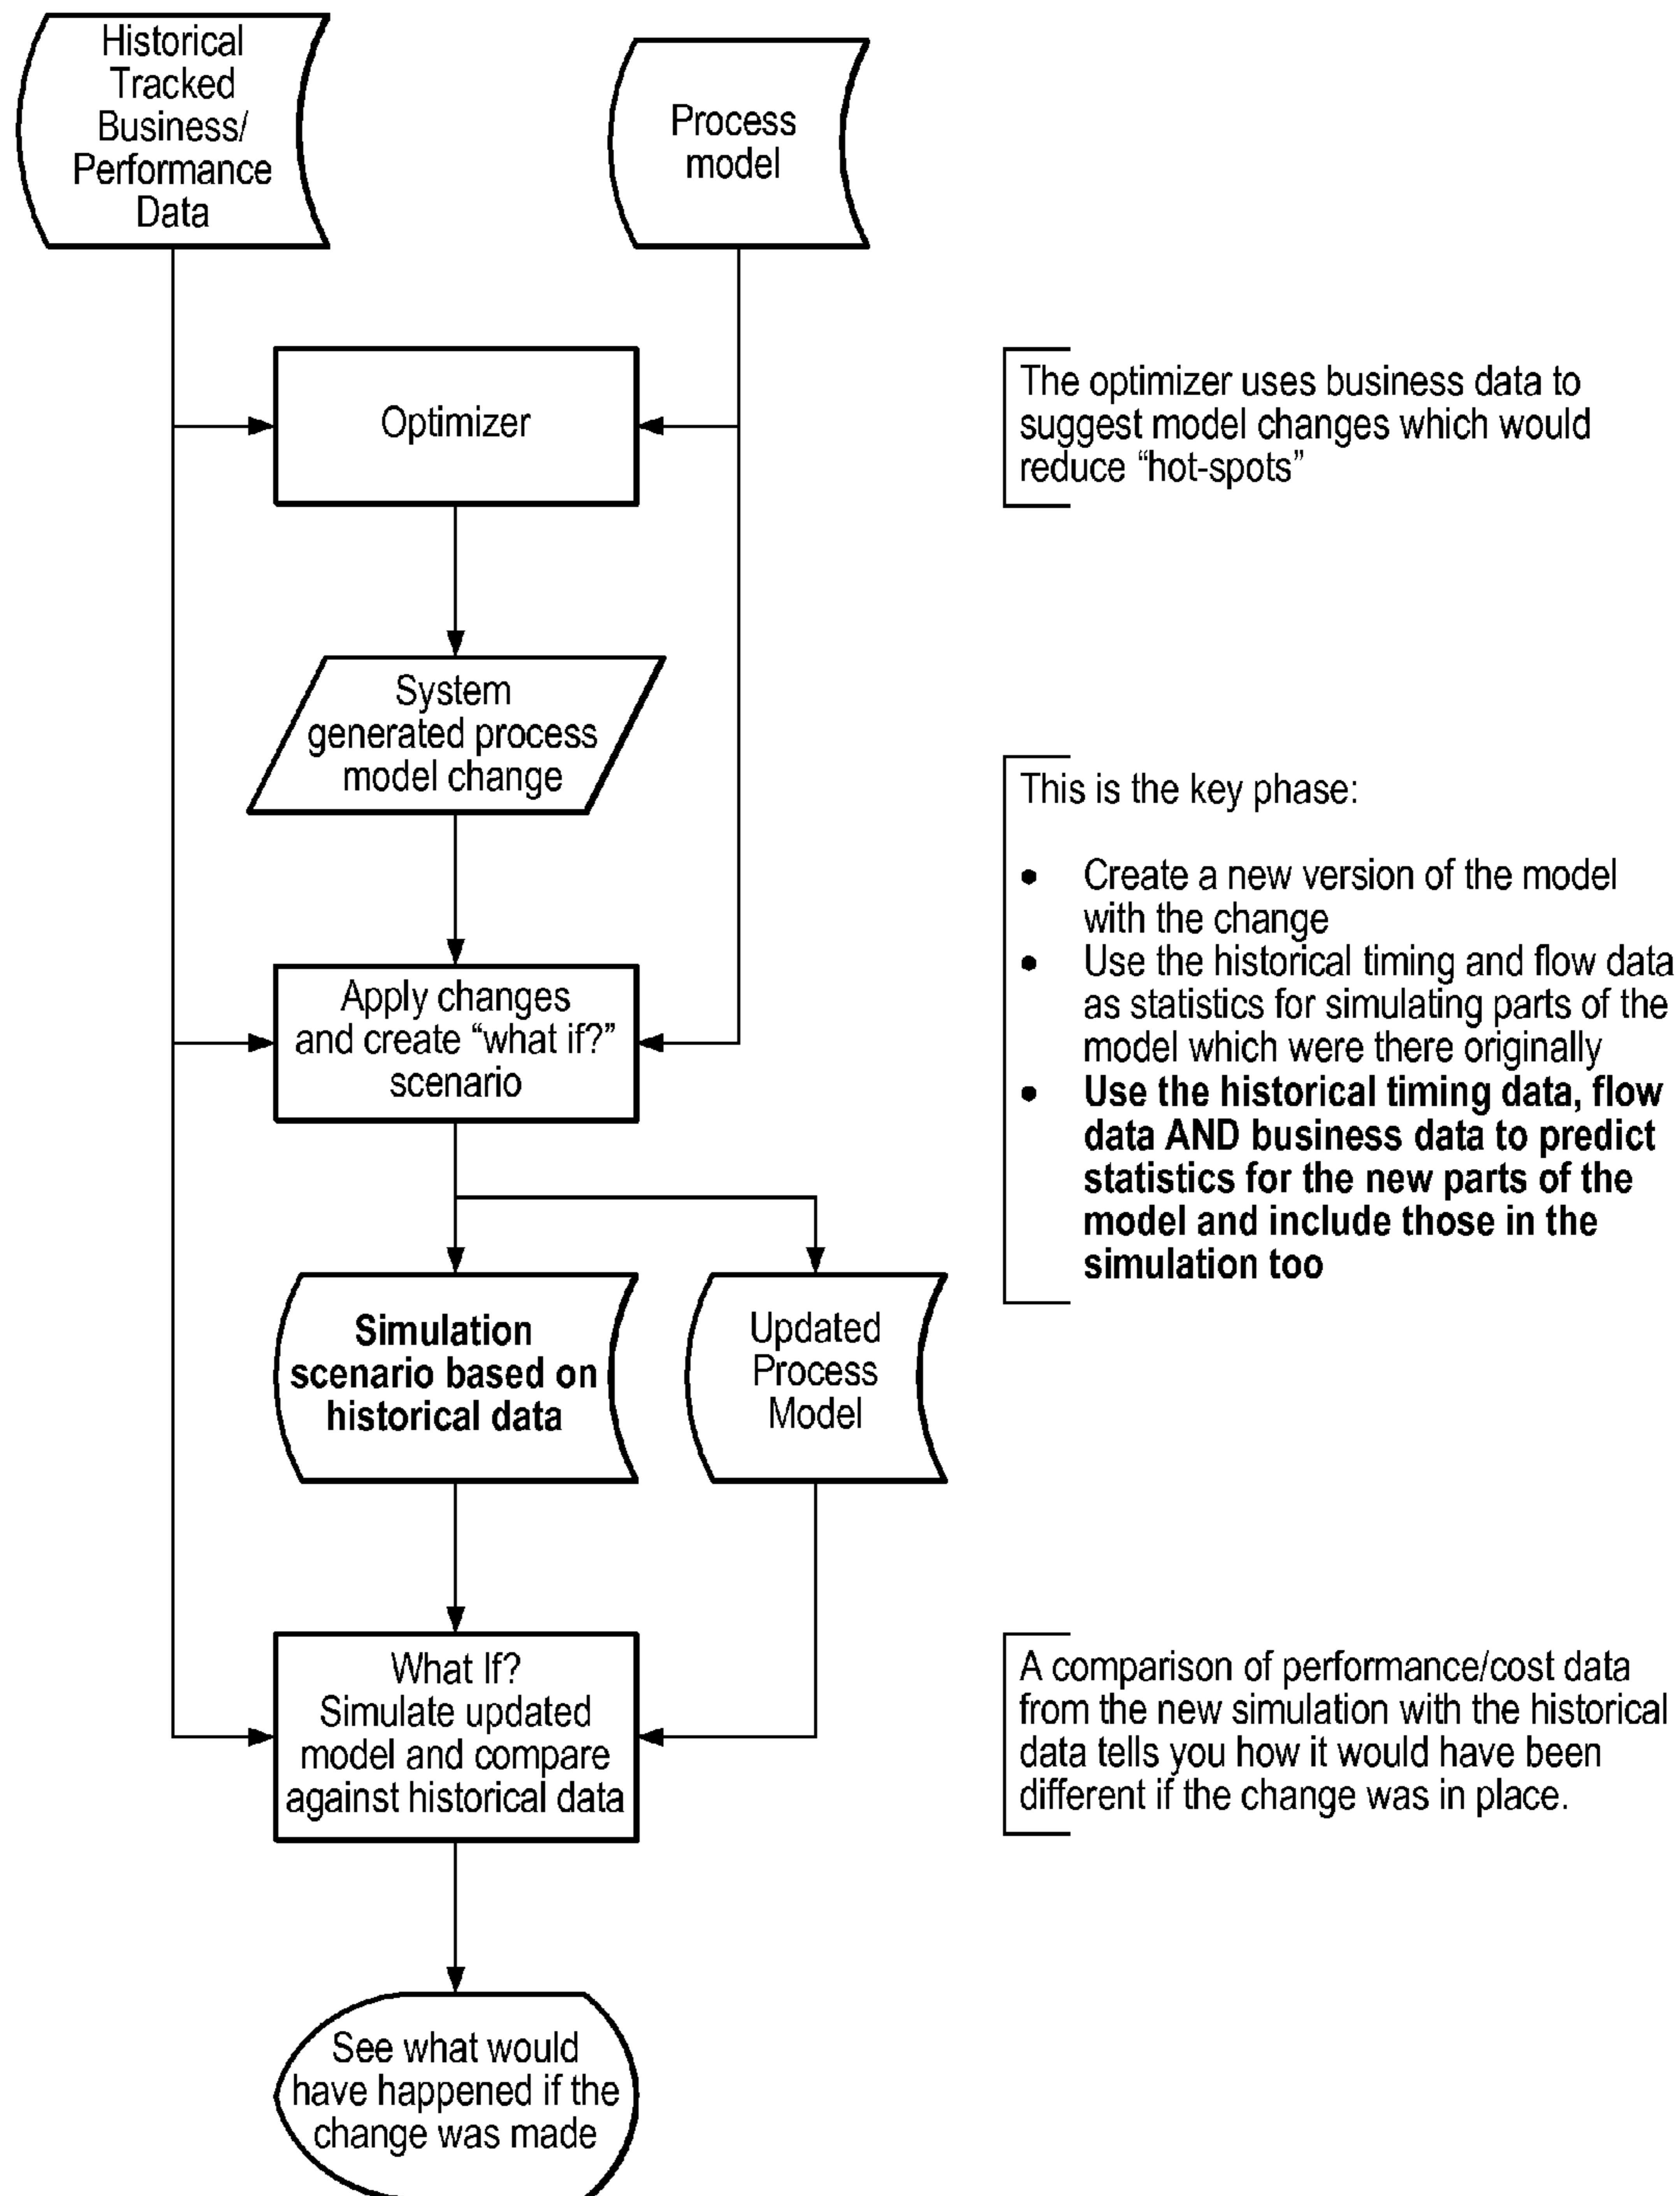 Historical
Tracked
Business/
Performance
Data
Process
model
Optimizer
The optimizer uses business data to
suggest model changes which would
reduce “hot-spots”
System
generated process
model change
This is the key phase:
• Create a new version of the model
with the change
• Use the historical timing and flow data
as statistics for simulating parts of the
model which were there originally
• Use the historical timing data, flow
data AND business data to predict
statistics for the new parts of the
model and include those in the
simulation too
Apply changes
and create “what if?”
scenario
Simulation
scenario based on
historical data
Updated
Process
Model
What If?
Simulate updated
model and compare
against historical data
A comparison of performance/cost data
from the new simulation with the historical
data tells you how it would have been
different if the change was in place.
See what would
have happened if the
change was made